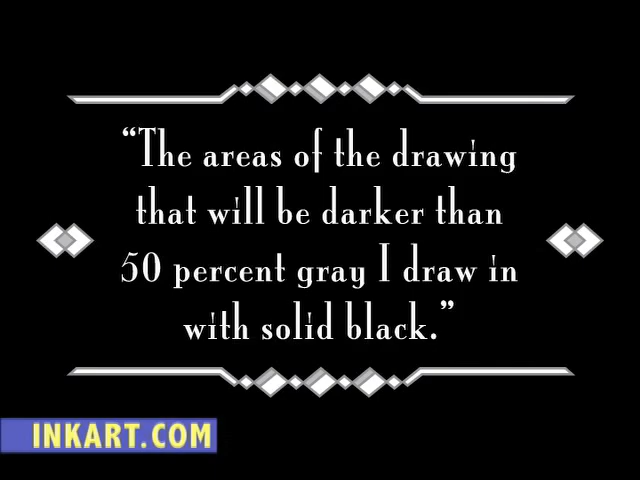 “The areas of the drawing
that will be darker than
50 percent gray I draw in
with solid black.”
INKART.COM